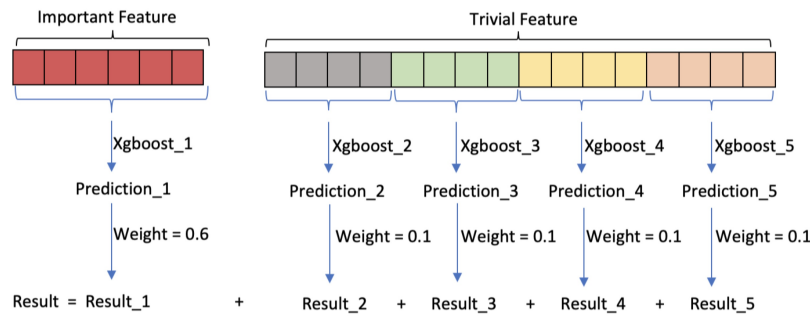 Important Feature
Trivial Feature
Xgboost_1
Xgboost_2
Xgboost_3
Xgboost_4
Xgboost_5
Prediction_1
Prediction_2
Prediction_3
Prediction_4
Prediction_5
Weight = 0.6
Weight = 0.1
Weight = 0.1
Weight = 0.1
Weight = 0.1
Result = Result_1 + Result_2 + Result_3 + Result_4 + Result_5